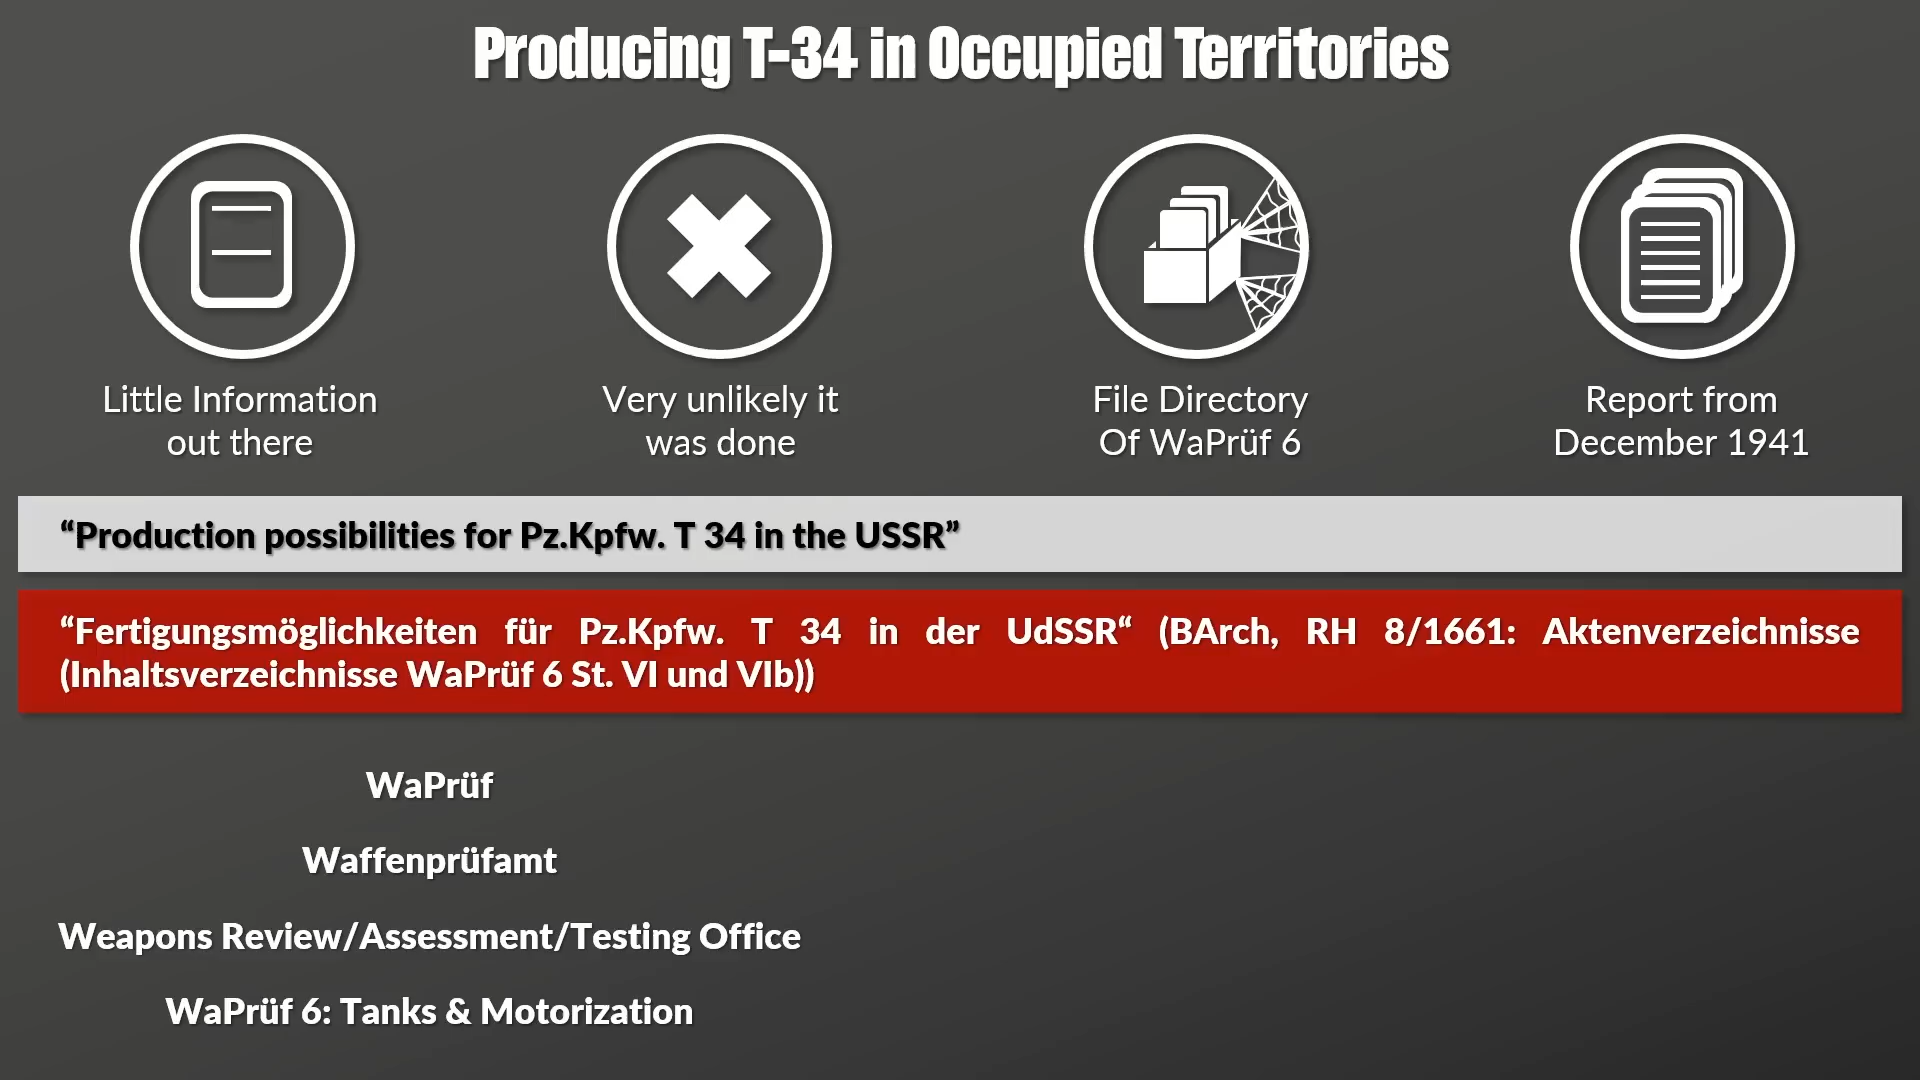 Producing T-34 in Occupied Territories
Little Information
out there
Very unlikely it
was done
File Directory
Of WaPrüf 6
Report from
December 1941
“Production possibilities for Pz.Kpfw. T 34 in the USSR”
“Fertigungsmöglichkeiten für Pz.Kpfw. T 34 in der UdSSR“ (BArch, RH 8/1661: Aktenverzeichnisse
(Inhaltsverzeichnisse WaPrüf 6 St. VI und VIb))
WaPrüf
Waffenprüfamt
Weapons Review/Assessment/Testing Office
WaPrüf 6: Tanks & Motorization